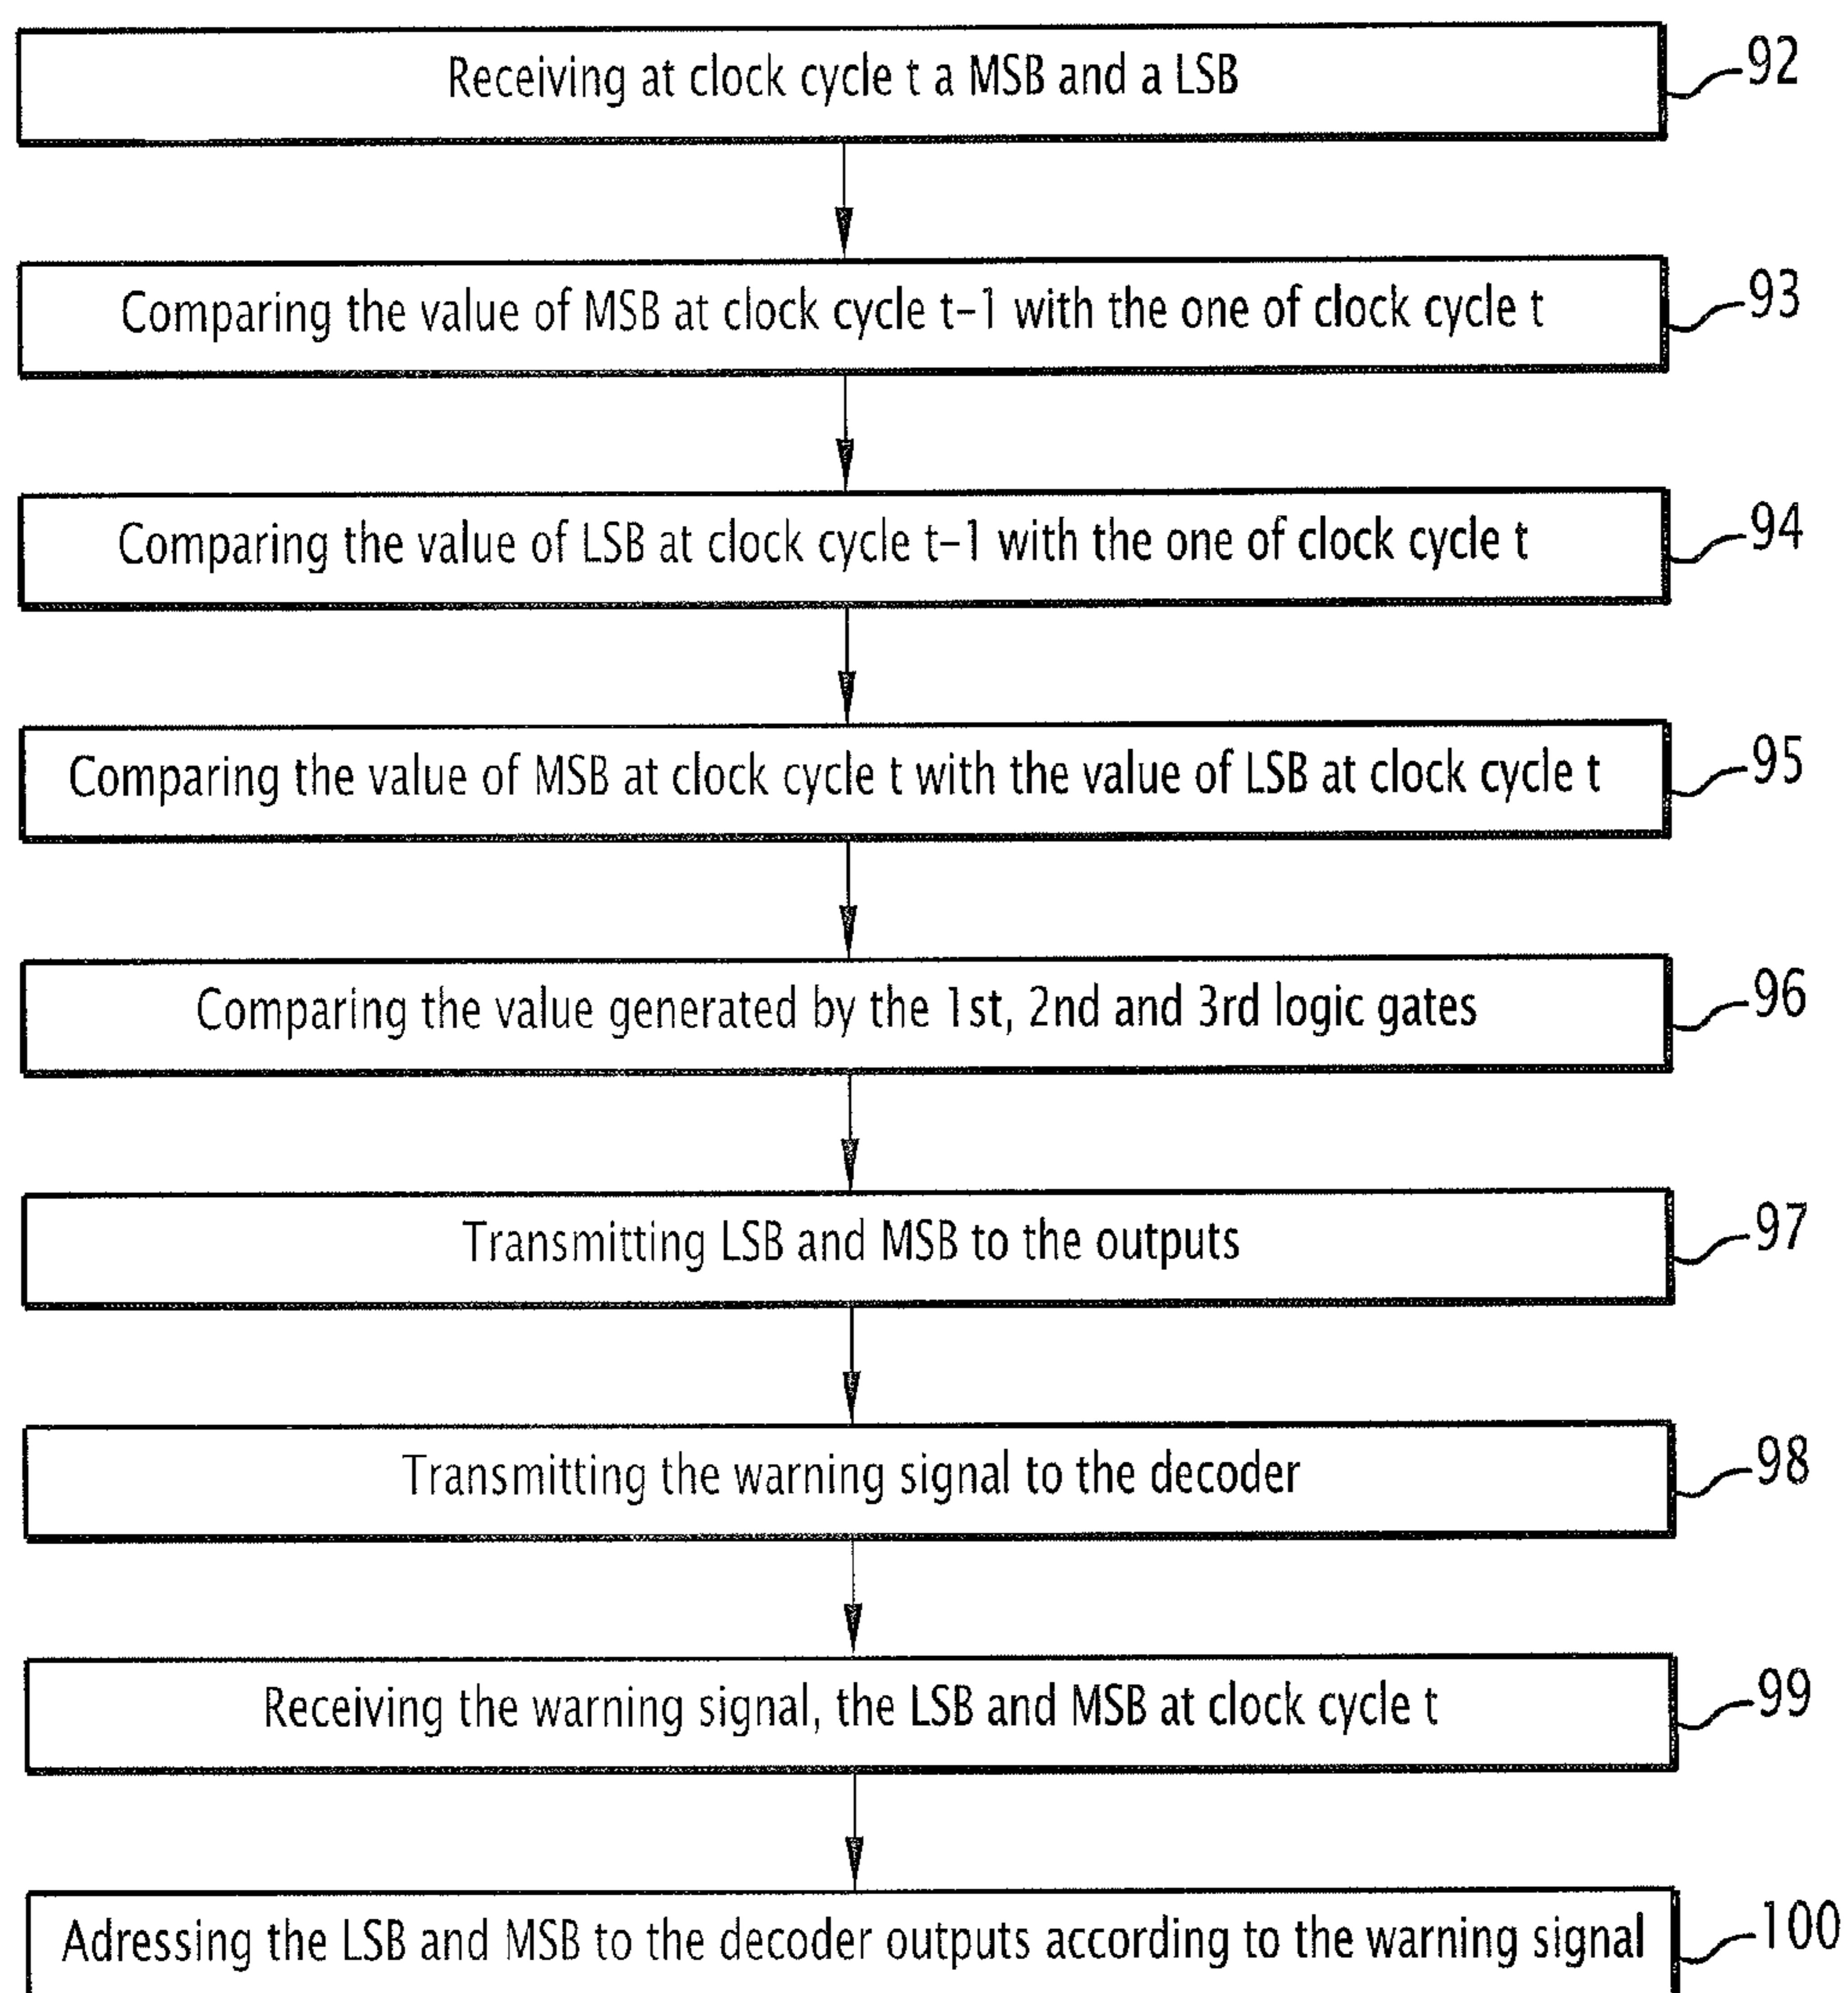 Receiving at clock cycle t a MSB and a LSB
92
Comparing the value of MSB at clock cycle t-1 with the one of clock cycle t
93
Comparing the value of LSB at clock cycle t-1 with the one of clock cycle t
94
Comparing the value of MSB at clock cycle t with the value of LSB at clock cycle t
95
Comparing the value generated by the 1st, 2nd and 3rd logic gates
96
Transmitting LSB and MSB to the outputs
97
Transmitting the warning signal to the decoder
98
Receiving the warning signal, the LSB and MSB at clock cycle t
99
Adressing the LSB and MSB to the decoder outputs according to the warning signal
100